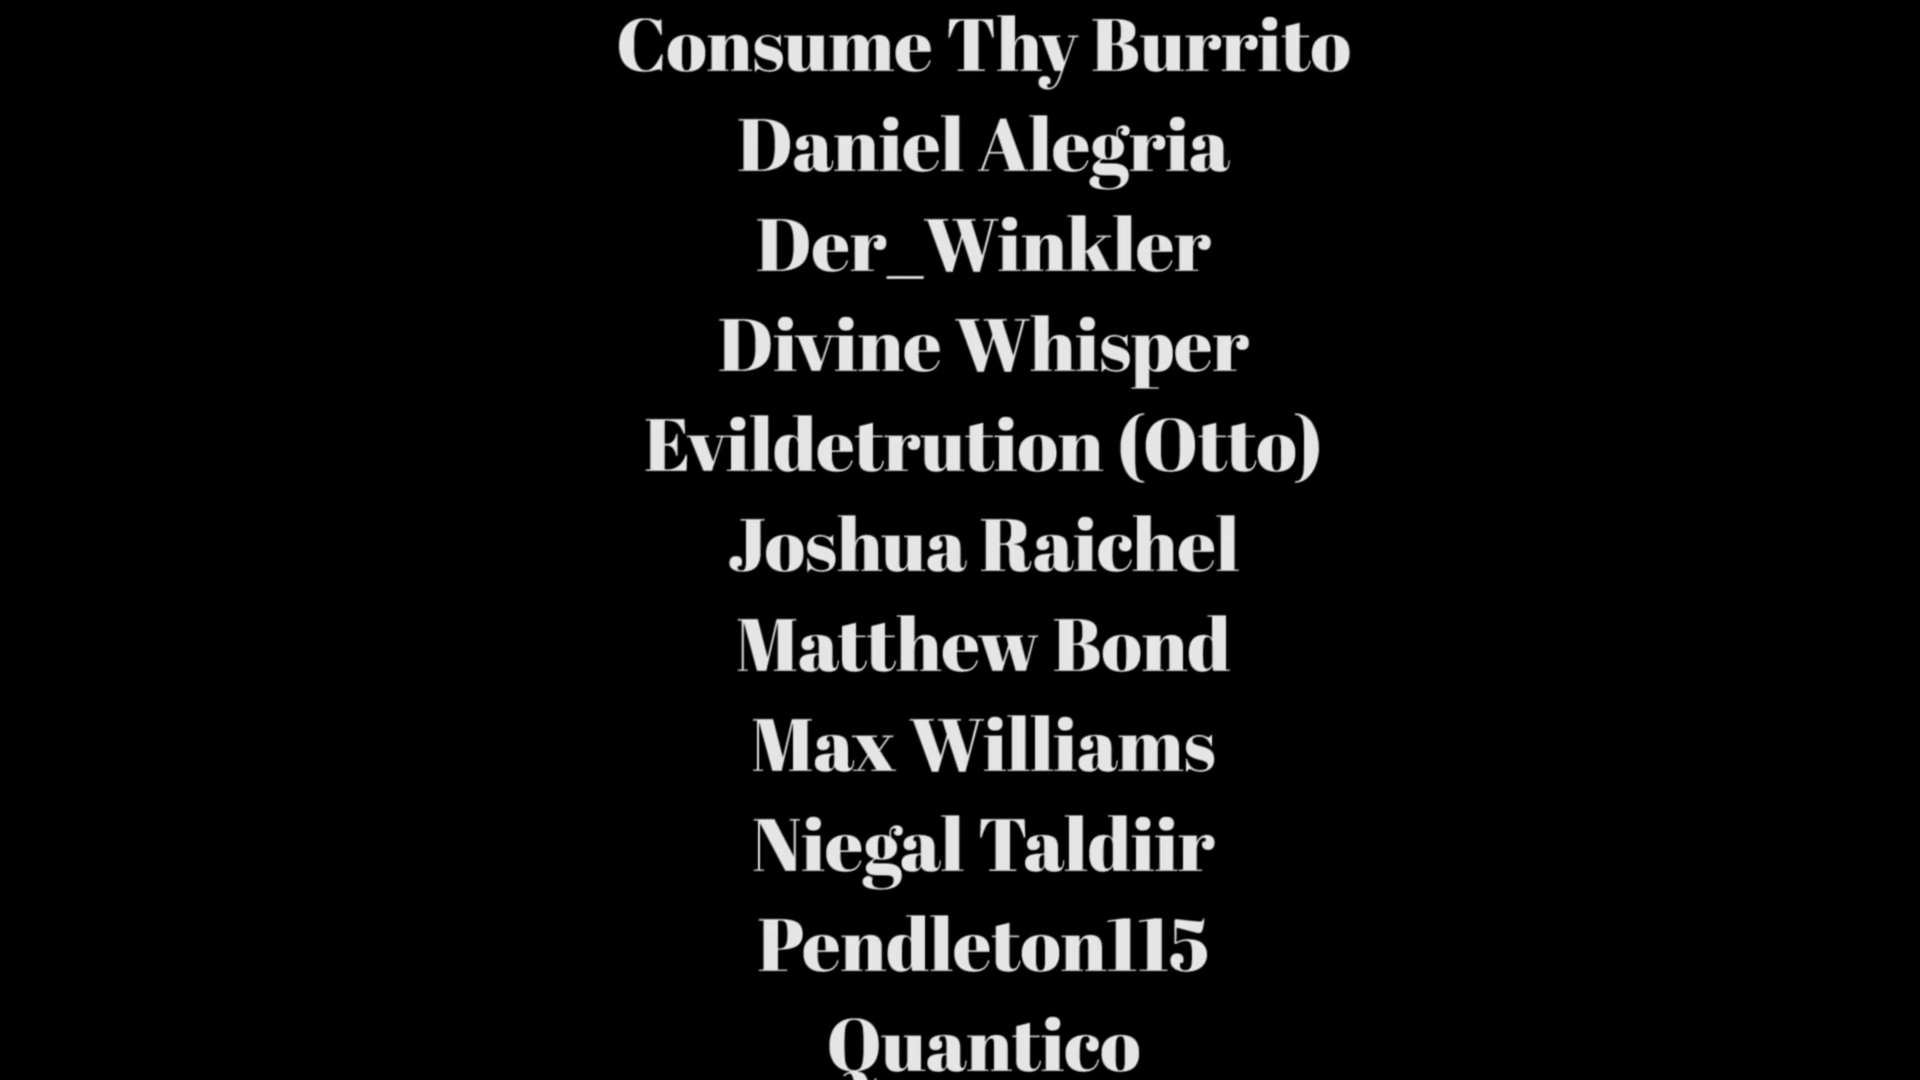 Consume Thy Burrito
Daniel Alegria
Der_Winkler
Divine Whisper
Evildetrution (Otto)
Joshua Raichel
Matthew Bond
Max Williams
Niegal Taldiir
Pendleton115
Quantico